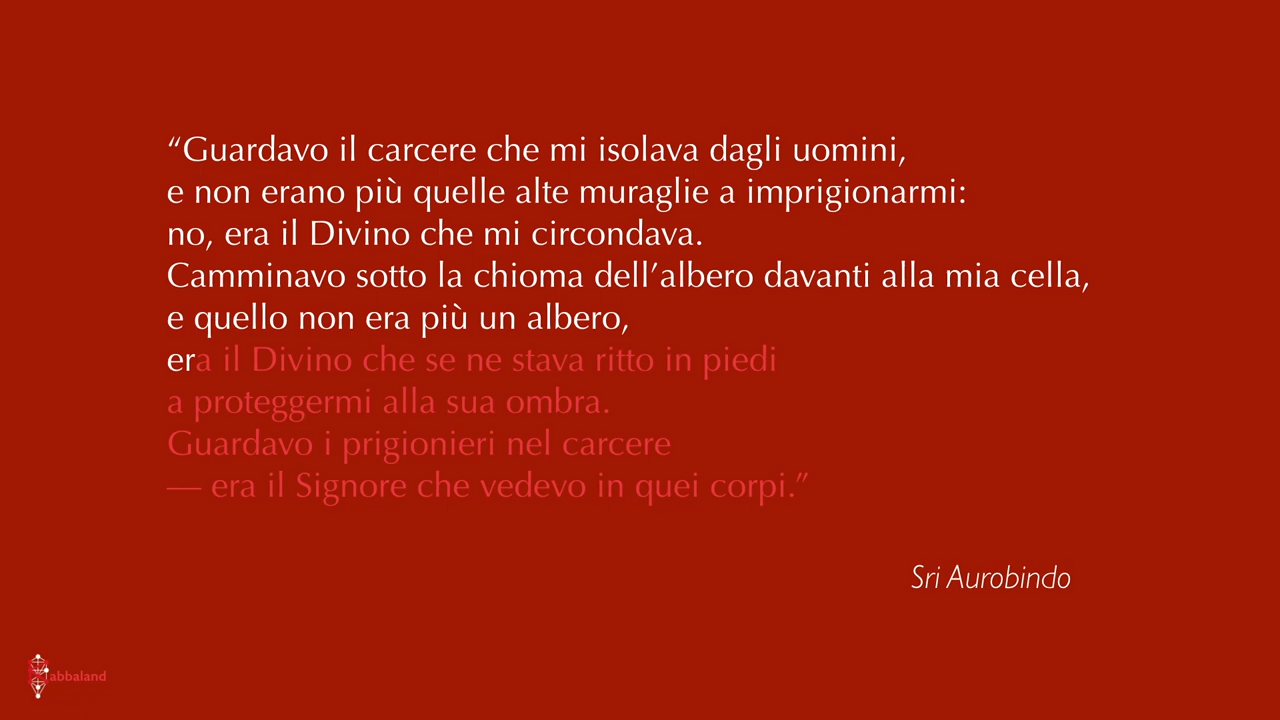 “Guardavo il carcere che mi isolava dagli uomini,
e non erano più quelle alte muraglie a imprigionarmi:
no, era il Divino che mi circondava.
Camminavo sotto la chioma dell’albero davanti alla mia cella,
e quello non era più un albero,
era il Divino che se ne stava ritto in piedi
a proteggermi alla sua ombra.
Guardavo i prigionieri nel carcere
— era il Signore che vedevo in quei corpi.”
Sri Aurobindo
abbaland